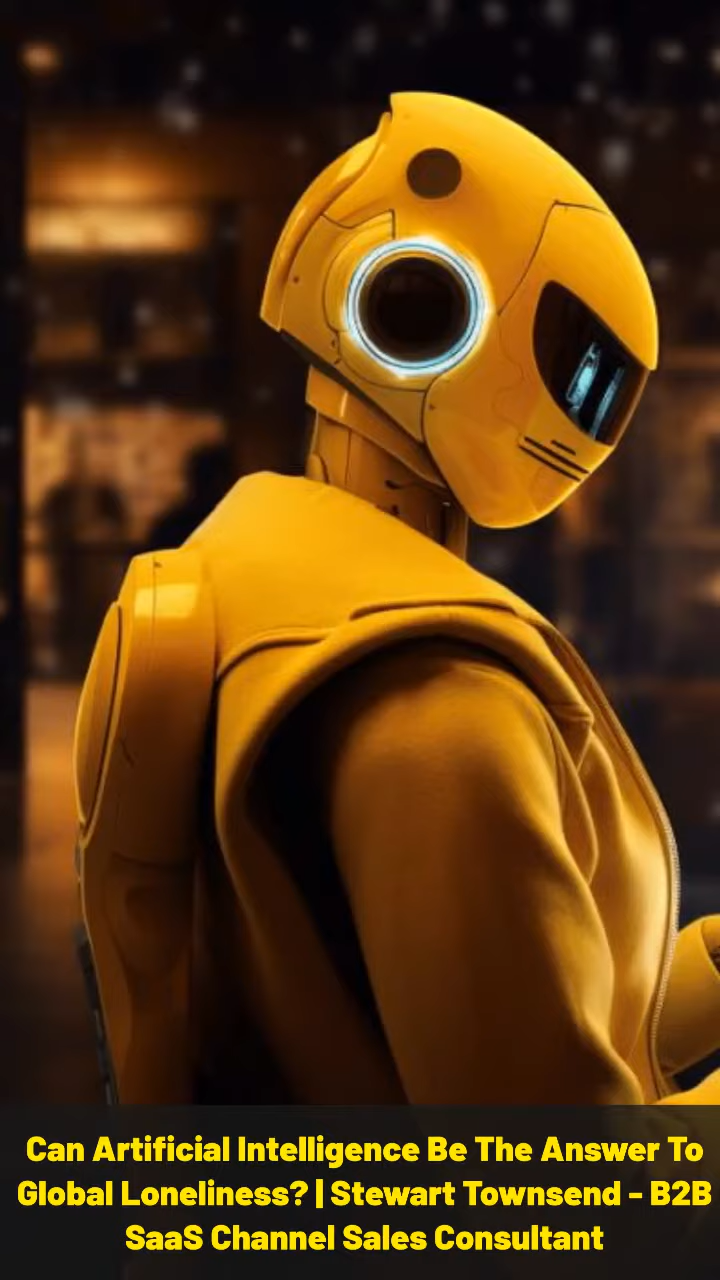 Can Artificial Intelligence Be The Answer To
Global Loneliness? | Stewart Townsend - B2B
SaaS Channel Sales Consultant